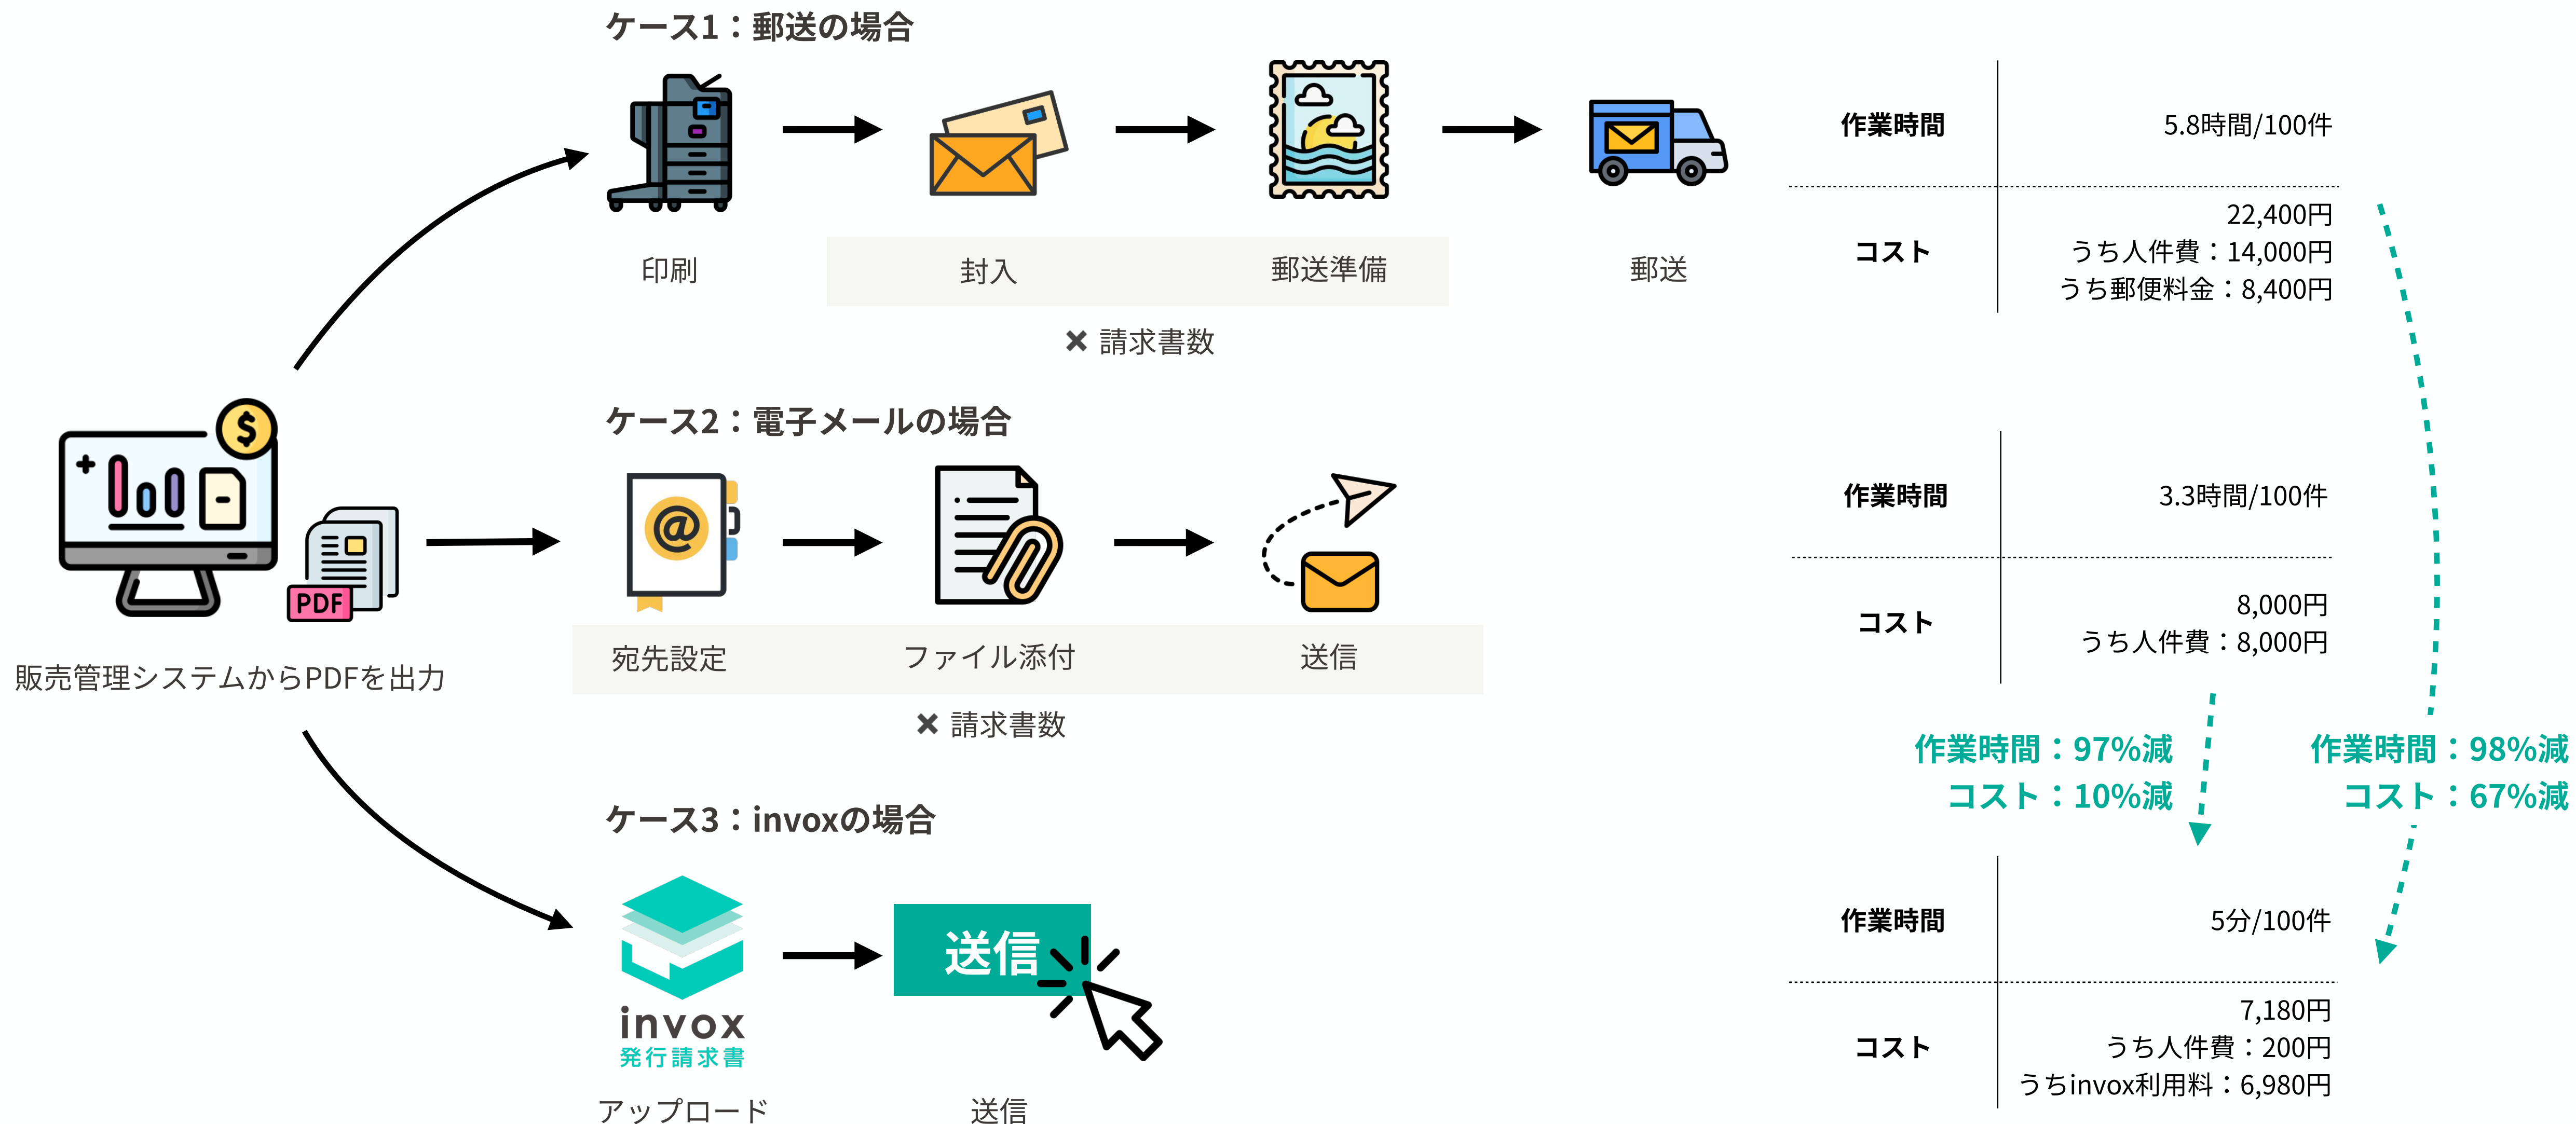 ケース1：郵送の場合
印刷
封入
郵送準備
郵送
× 請求書数
作業時間
5.8時間/100件
コスト
22,400円
うち人件費：14,000円
うち郵便料金：8,400円
$
PDF
販売管理システムからPDFを出力
ケース2：電子メールの場合
@
宛先設定
ファイル添付
送信
× 請求書数
作業時間
3.3時間/100件
コスト
8,000円
うち人件費：8,000円
作業時間：97%減
コスト：10%減
作業時間：98%減
コスト：67%減
ケース3：invoxの場合
invox
発行請求書
アップロード
送信
送信
作業時間
5分/100件
コスト
7,180円
うち人件費：200円
うちinvox利用料：6,980円